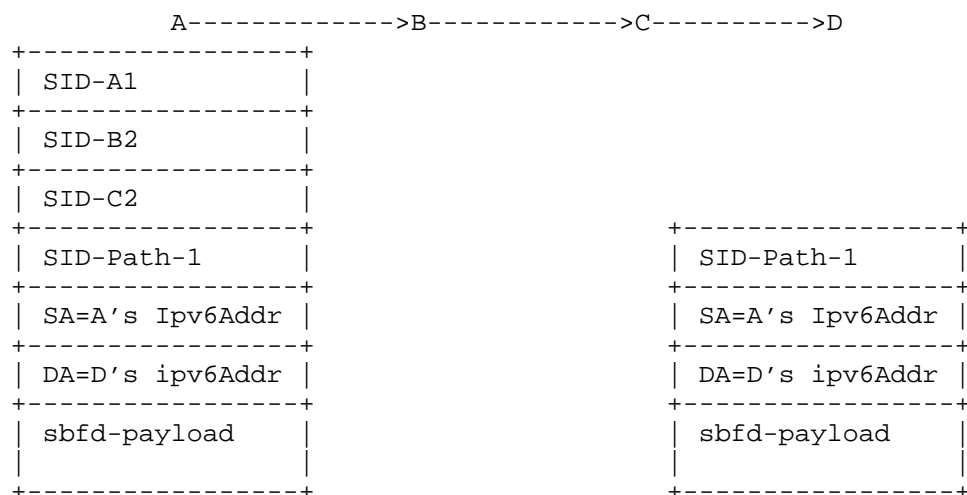 A------------->B------------>C---------->D
+-----------------+
| SID-A1 |
+-----------------+
| SID-B2 |
+-----------------+
| SID-C2 |
+-----------------+ +-----------------+
| SID-Path-1 | | SID-Path-1 |
+-----------------+ +-----------------+
| SA=A's Ipv6Addr | | SA=A's Ipv6Addr |
+-----------------+ +-----------------+
| DA=D's ipv6Addr | | DA=D's ipv6Addr |
+-----------------+ +-----------------+
| sbfd-payload | | sbfd-payload |
| | | |
+-----------------+ +-----------------+